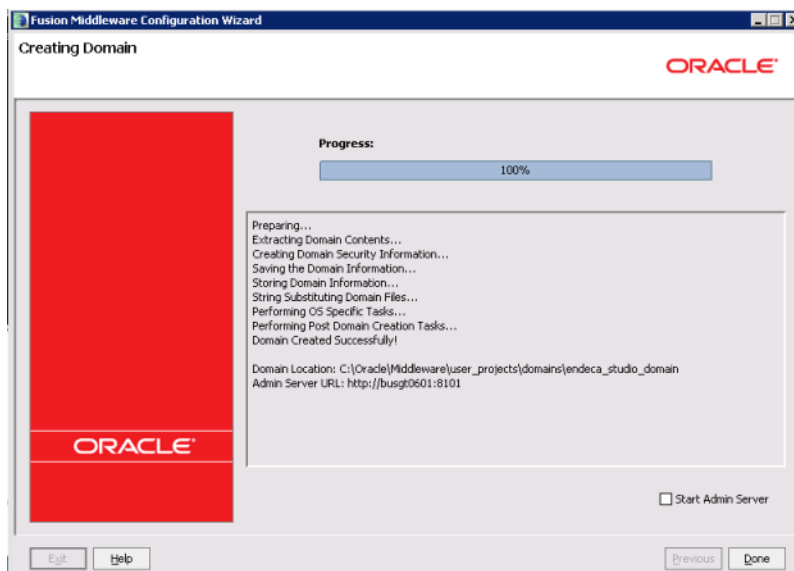 Fusion Middleware Configuration Wizard
Creating Domain
ORACLE®
Progress:
100%
Preparing...
Extracting Domain Contents...
Creating Domain Security Information...
Saving the Domain Information...
Storing Domain Information...
String Substituting Domain Files...
Performing OS Specific Tasks...
Performing Post Domain Creation Tasks...
Domain Created Successfully!
Domain Location: C:\Oracle\Middleware\user_projects\domains\endeca_studio_domain
Admin Server URL: http://busgt0601:8101
ORACLE®
Start Admin Server
Exit Help Previous Done